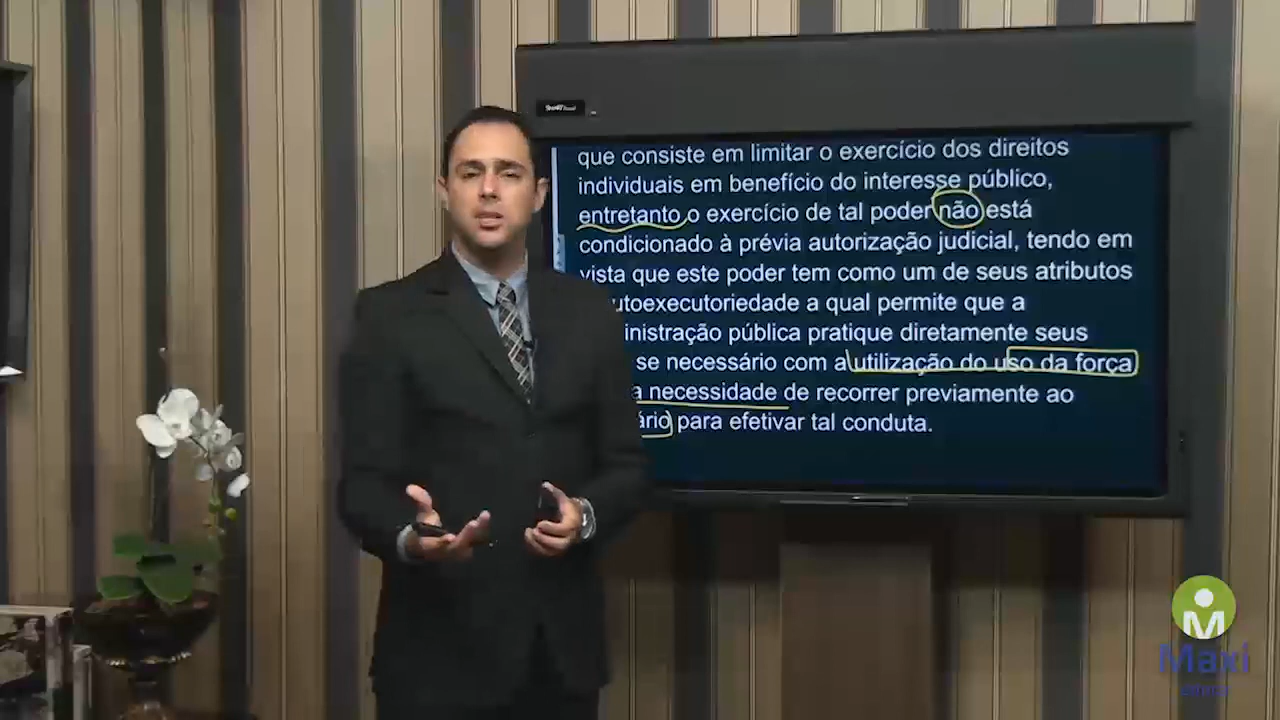 que consiste em limitar o exercício dos direitos
individuais em benefício do interesse público,
entretanto o exercício de tal poder não está
condicionado à prévia autorização judicial, tendo em
vista que este poder tem como um de seus atributos
utoexecutoriedade a qual permite que a
inistração pública pratique diretamente seus
se necessário com a utilização do uso da força
a necessidade de recorrer previamente ao
ário para efetivar tal conduta.
M
Maxi